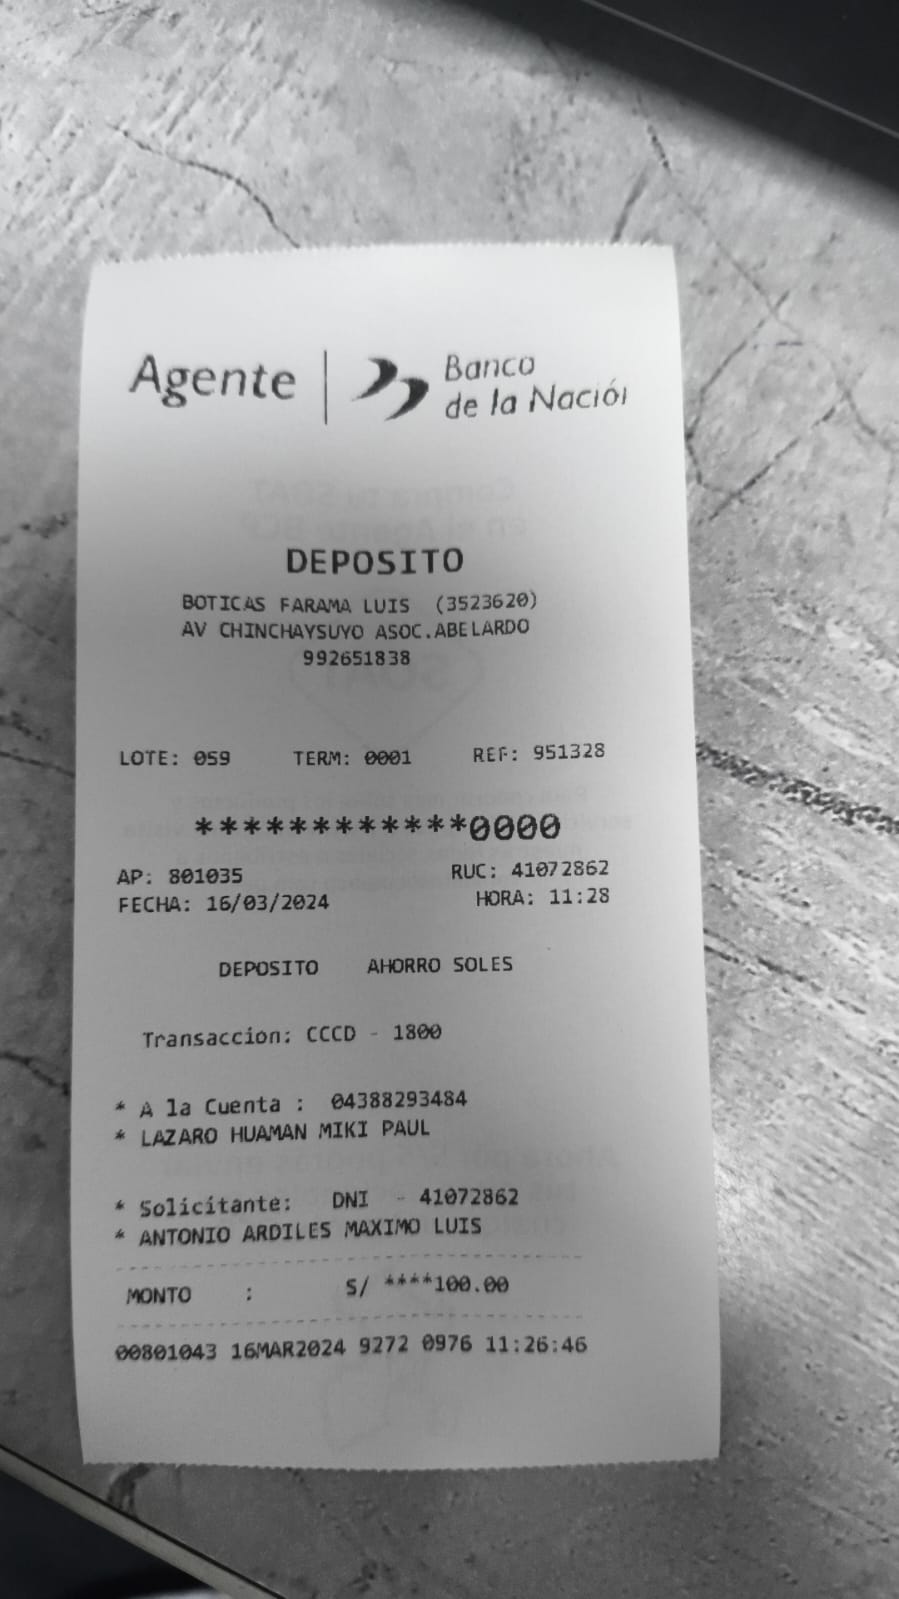 Agente | Banco
de la Nación
DEPOSITO
BOTICAS FARAMA LUIS (3523620)
AV CHINCHAYSUYO ASOC.ABELARDO
992651838
LOTE: 059 TERM: 0001 REF: 951328
************0000
AP: 801035 RUC: 41072862
FECHA: 16/03/2024 HORA: 11:28
DEPOSITO AHORRO SOLES
Transaccion: CCCD - 1800
* A la Cuenta : 04388293484
* LAZARO HUAMAN MIKI PAUL
* Solicitante: DNI - 41072862
* ANTONIO ARDILES MAXIMO LUIS
MONTO : S/ ****100.00
00801043 16MAR2024 9272 0976 11:26:46